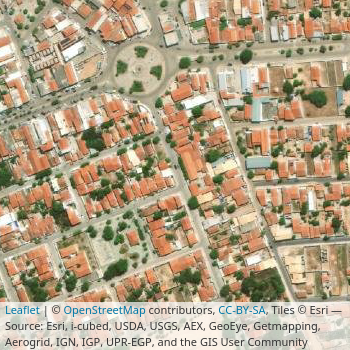 Leaflet | © OpenStreetMap contributors, CC-BY-SA, Tiles © Esri —
Source: Esri, i-cubed, USDA, USGS, AEX, GeoEye, Getmapping,
Aerogrid, IGN, IGP, UPR-EGP, and the GIS User Community